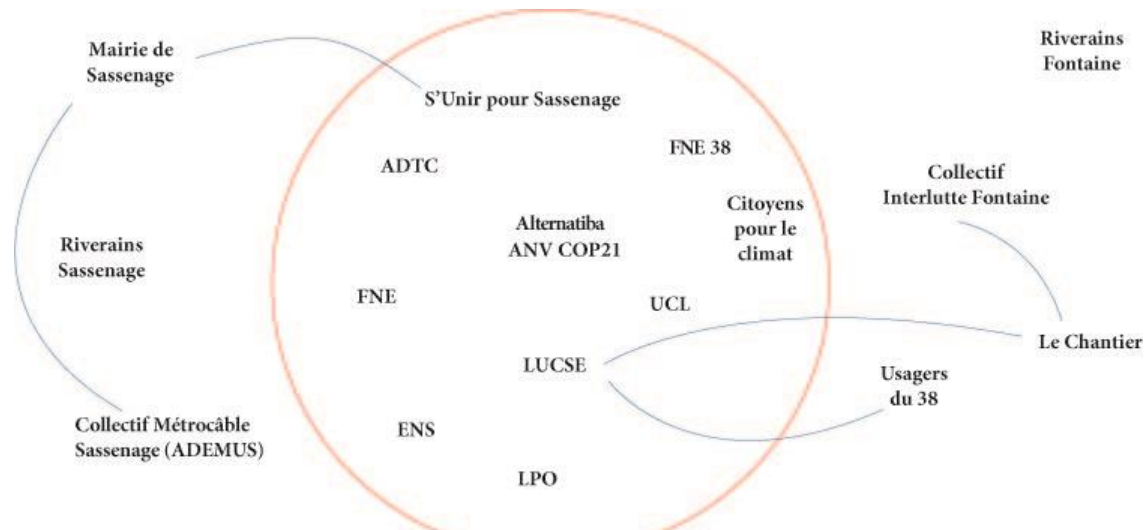 Mairie de
Sassenage
Riverains
Fontaine
S'Unir pour Sassenage
FNE 38
ADTC
Collectif
Interlutte Fontaine
Citoyens
pour le
climat
Alternatiba
ANV COP21
Riverains
Sassenage
FNE
UCL
Le Chantier
LUCSE
Usagers
du 38
Collectif Métrocâble
Sassenage (ADEMUS)
ENS
LPO